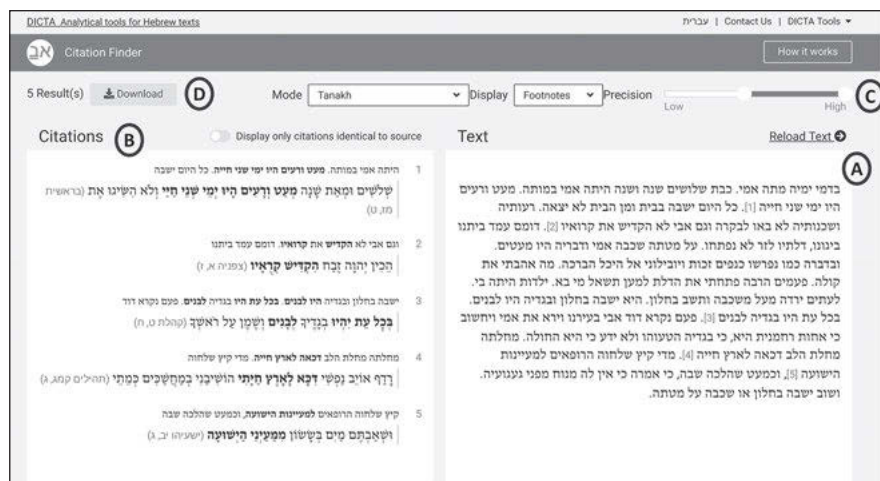 DICTA Analytical tools for Hebrew texts
עברית | Contact Us | DICTA Tools
אב Citation Finder How it works
5 Result(s) Download D Mode Tanakh Display Footnotes Precision Low High C
Citations B Display only citations identical to source Text Reload Text A
1 היתה אמי במותה. מעט ורעים היו ימי שני חייה. כל היום ישבה
שְׁלֹשִׁים וּמְאַת שָׁנָה מְעַט וְרָעִים הָיוּ יְמֵי שְׁנֵי חַיַּי וְלֹא הִשִּׂיגוּ אֶת (בראשית
מז, ט)
2 וגם אבי לא הקדיש את קרואיו. דומם עמד ביתנו
הֵכִין יְהוָה זֶבַח הִקְדִּישׁ קְרֻאָיו (צפניה א, ז)
3 ישבה בחלון ובגדיה היו לבנים. בכל עת היו בגדיה לבנים. פעם נקרא דוד
בְּכָל עֵת יִהְיוּ בְגָדֶיךָ לְבָנִים וְשֶׁמֶן עַל רֹאשְׁךָ (קהלת ט, ח)
4 מחלתה מחלת הלב דכאה לארץ חייה. מדי קיץ שלחוה
רָדַף אוֹיֵב נַפְשִׁי דִּכָּא לָאָרֶץ חַיָּתִי הוֹשִׁיבַנִי בְמַחֲשַׁכִּים כְּמֵתֵי (תהילים קמג, ג)
5 קיץ שלחוה הרופאים למעיינות הישועה, וכמעט שהלכה שבה
וּשְׁאַבְתֶּם מַיִם בְּשָׂשׂוֹן מִמַּעַיְנֵי הַיְשׁוּעָה (ישעיהו יב, ג)
בדמי ימיה מתה אמי. כבת שלושים שנה ושנה היתה אמי במותה. מעט ורעים
היו ימי שני חייה [1]. כל היום ישבה בבית ומן הבית לא יצאה. רעותיה
ושכנותיה לא באו לבקרה וגם אבי לא הקדיש את קרואיו [2]. דומם עמד ביתנו
ביגונו, דלתיו לזר לא נפתחו. על מטתה שכבה אמי ודבריה היו מעטים.
ובדברה כמו נפרשו כנפים זכות ויובילוני אל היכל הברכה. מה אהבתי את
קולה. פעמים הרבה פתחתי את הדלת למען תשאל מי בא. ילדות היתה בי.
לעתים ירדה מעל משכבה ותשב בחלון. היא ישבה בחלון ובגדיה היו לבנים.
בכל עת היו בגדיה לבנים [3]. פעם נקרא דוד אבי בעירנו וירא את אמי ויחשוב
כי אחות רחמנית היא, כי בגדיה הטעוהו ולא ידע כי היא החולה. מחלתה
מחלת הלב דכאה לארץ חייה [4]. מדי קיץ שלחוה הרופאים למעיינות
הישועה [5], וכמעט שהלכה שבה, כי אמרה כי אין לה מנוח מפני געגועיה.
ושוב ישבה בחלון או שכבה על מטתה.